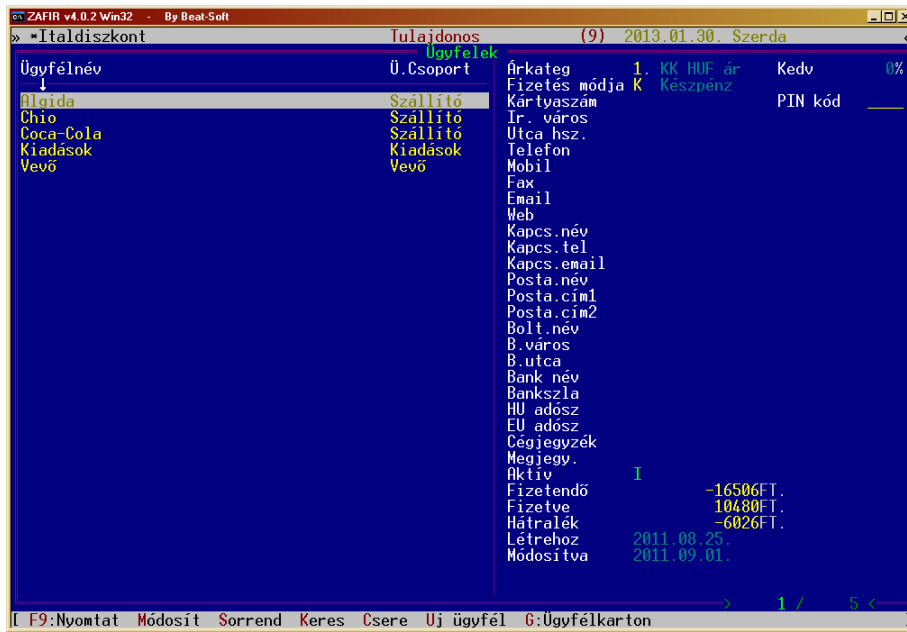 ZAFIR v4.0.2 Win32 - By Beat-Soft
» *Italdiszkont Tulajdonos (9) 2013.01.30. Szerda
Ügyfelek
Ügyfélnév Ü.Csoport
Algida Szállító
Chio Szállító
Coca-Cola Szállító
Kiadások Kiadások
Vevő Vevő
Árkateg 1. KK HUF ár Kedv 0%
Fizetés módja K Készpénz
Kártyaszám PIN kód ____
Ir. város
Utca hsz.
Telefon
Mobil
Fax
Email
Web
Kapcs.név
Kapcs.tel
Kapcs.email
Posta.név
Posta.cím1
Posta.cím2
Bolt.név
B.város
B.utca
Bank név
Bankszla
HU adósz
EU adósz
Cégjegyzék
Megjegy.
Aktív I
Fizetendő -16506FT.
Fizetve 10480FT.
Hátralék -6026FT.
Létrehoz 2011.08.25.
Módosítva 2011.09.01.
> 1 / 5 <
[ F9:Nyomtat Módosít Sorrend Keres Csere Uj ügyfél G:Ügyfélkarton